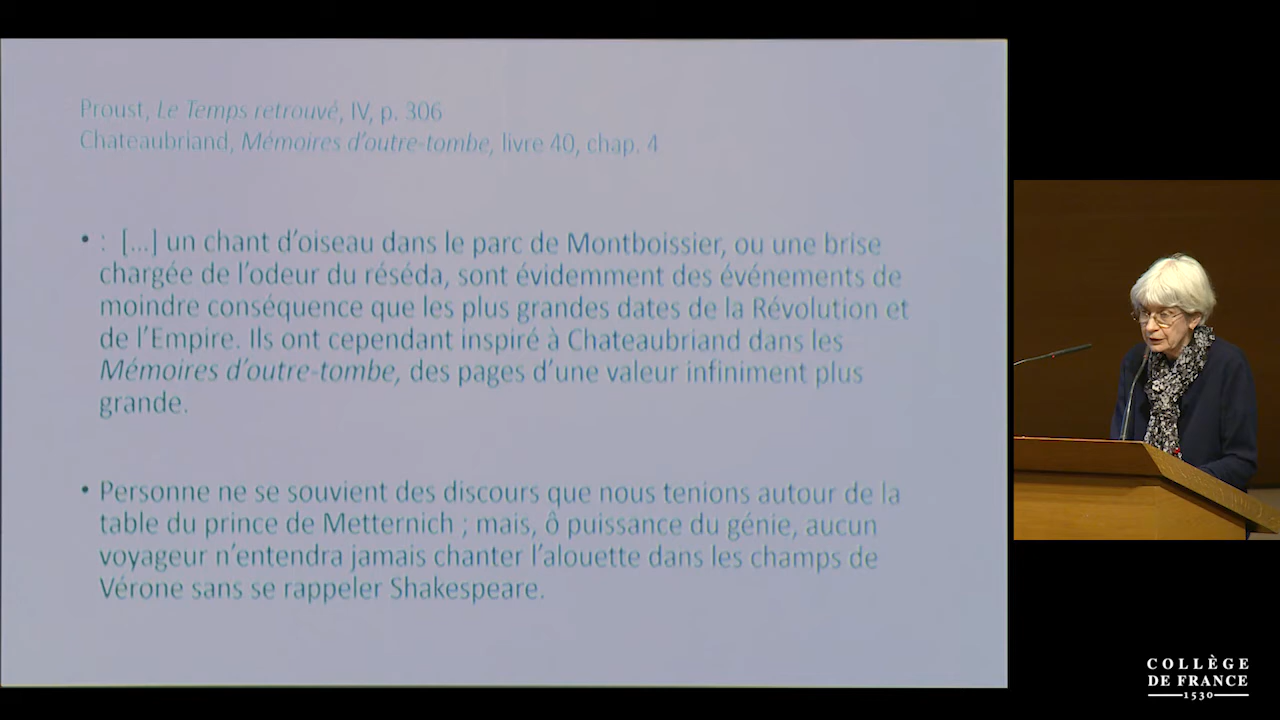 Proust, Le Temps retrouvé, IV, p. 306
Chateaubriand, Mémoires d'outre-tombe, livre 40, chap. 4
• : [...] un chant d'oiseau dans le parc de Montboissier, ou une brise
chargée de l'odeur du réséda, sont évidemment des événements de
moindre conséquence que les plus grandes dates de la Révolution et
de l'Empire. Ils ont cependant inspiré à Chateaubriand dans les
Mémoires d'outre-tombe, des pages d'une valeur infiniment plus
grande.
• Personne ne se souvient des discours que nous tenions autour de la
table du prince de Metternich ; mais, ô puissance du génie, aucun
voyageur n'entendra jamais chanter l'alouette dans les champs de
Vérone sans se rappeler Shakespeare.
COLLÈGE
DE FRANCE
1530